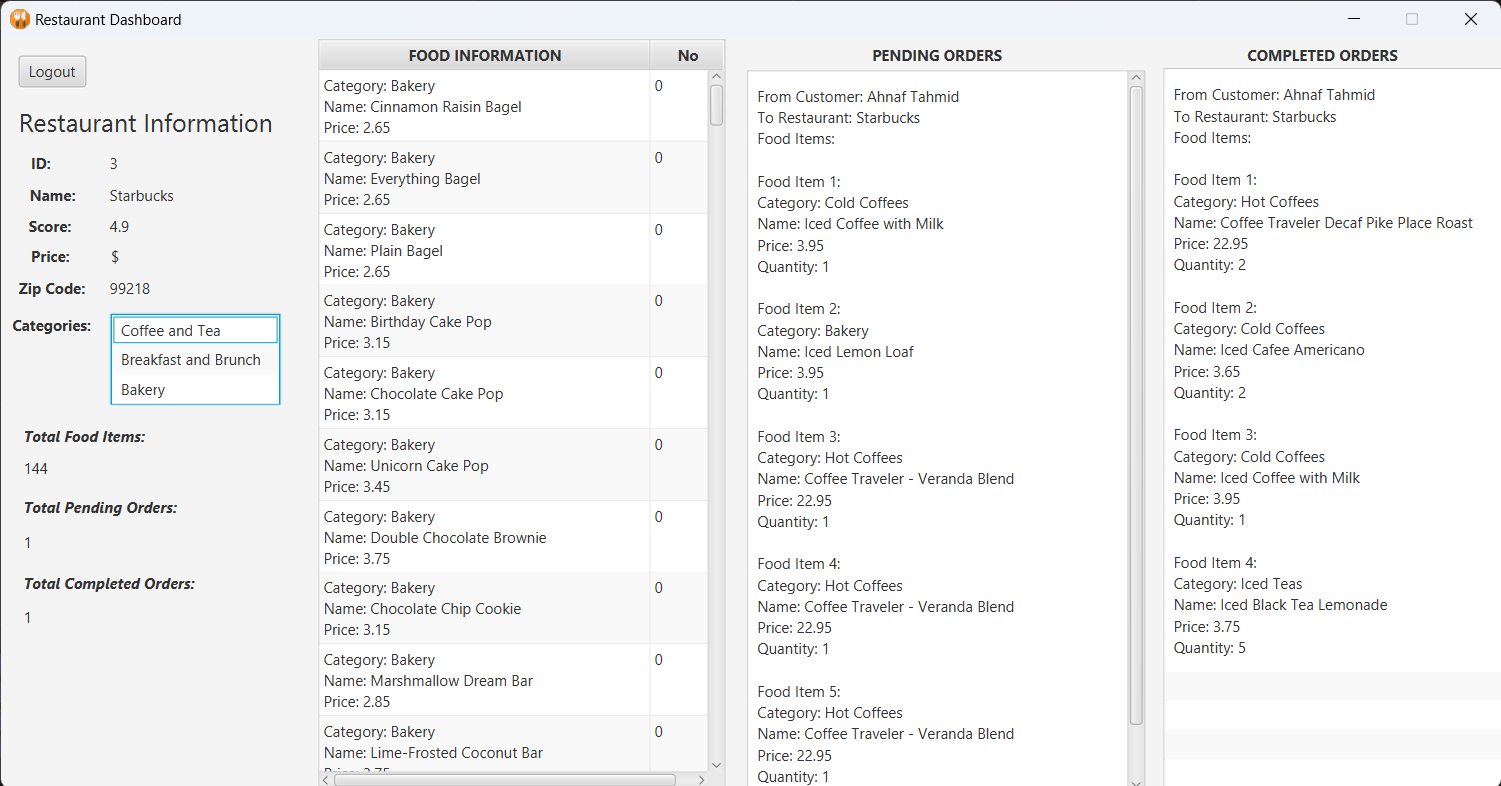 Restaurant Dashboard
Logout
Restaurant Information
ID: 3
Name: Starbucks
Score: 4.9
Price: $
Zip Code: 99218
Categories: Coffee and Tea
Breakfast and Brunch
Bakery
Total Food Items:
144
Total Pending Orders:
1
Total Completed Orders:
1
FOOD INFORMATION No
Category: Bakery 0
Name: Cinnamon Raisin Bagel
Price: 2.65
Category: Bakery 0
Name: Everything Bagel
Price: 2.65
Category: Bakery 0
Name: Plain Bagel
Price: 2.65
Category: Bakery 0
Name: Birthday Cake Pop
Price: 3.15
Category: Bakery 0
Name: Chocolate Cake Pop
Price: 3.15
Category: Bakery 0
Name: Unicorn Cake Pop
Price: 3.45
Category: Bakery 0
Name: Double Chocolate Brownie
Price: 3.75
Category: Bakery 0
Name: Chocolate Chip Cookie
Price: 3.15
Category: Bakery 0
Name: Marshmallow Dream Bar
Price: 2.85
Category: Bakery 0
Name: Lime-Frosted Coconut Bar
PENDING ORDERS
From Customer: Ahnaf Tahmid
To Restaurant: Starbucks
Food Items:
Food Item 1:
Category: Cold Coffees
Name: Iced Coffee with Milk
Price: 3.95
Quantity: 1
Food Item 2:
Category: Bakery
Name: Iced Lemon Loaf
Price: 3.95
Quantity: 1
Food Item 3:
Category: Hot Coffees
Name: Coffee Traveler - Veranda Blend
Price: 22.95
Quantity: 1
Food Item 4:
Category: Hot Coffees
Name: Coffee Traveler - Veranda Blend
Price: 22.95
Quantity: 1
Food Item 5:
Category: Hot Coffees
Name: Coffee Traveler - Veranda Blend
Price: 22.95
Quantity: 1
COMPLETED ORDERS
From Customer: Ahnaf Tahmid
To Restaurant: Starbucks
Food Items:
Food Item 1:
Category: Hot Coffees
Name: Coffee Traveler Decaf Pike Place Roast
Price: 22.95
Quantity: 2
Food Item 2:
Category: Cold Coffees
Name: Iced Cafee Americano
Price: 3.65
Quantity: 2
Food Item 3:
Category: Cold Coffees
Name: Iced Coffee with Milk
Price: 3.95
Quantity: 1
Food Item 4:
Category: Iced Teas
Name: Iced Black Tea Lemonade
Price: 3.75
Quantity: 5